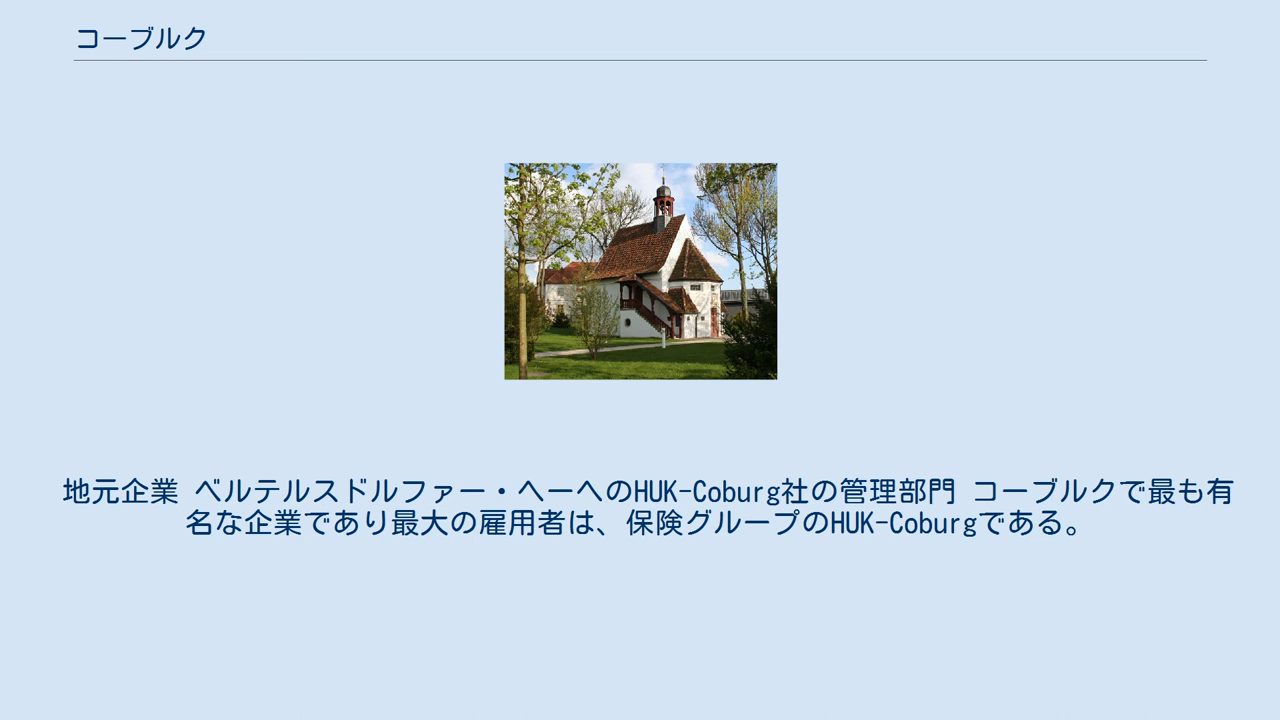 コーブルク
地元企業 ベルテルスドルファー・ヘーヘのHUK-Coburg社の管理部門 コーブルクで最も有
名な企業であり最大の雇用者は、保険グループのHUK-Coburgである。